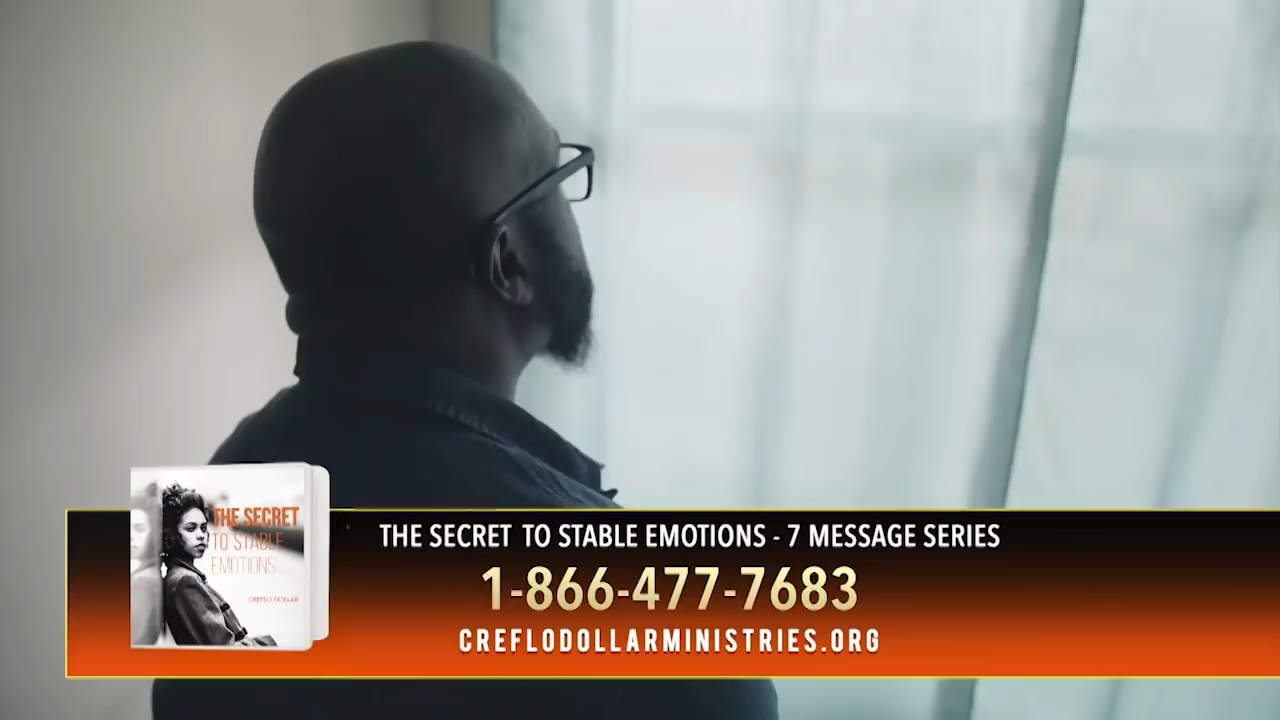 THE SECRET
TO STABLE
EMOTIONS
CREFLO DOLLAR
THE SECRET TO STABLE EMOTIONS - 7 MESSAGE SERIES
1-866-477-7683
CREFLODOLLARMINISTRIES.ORG